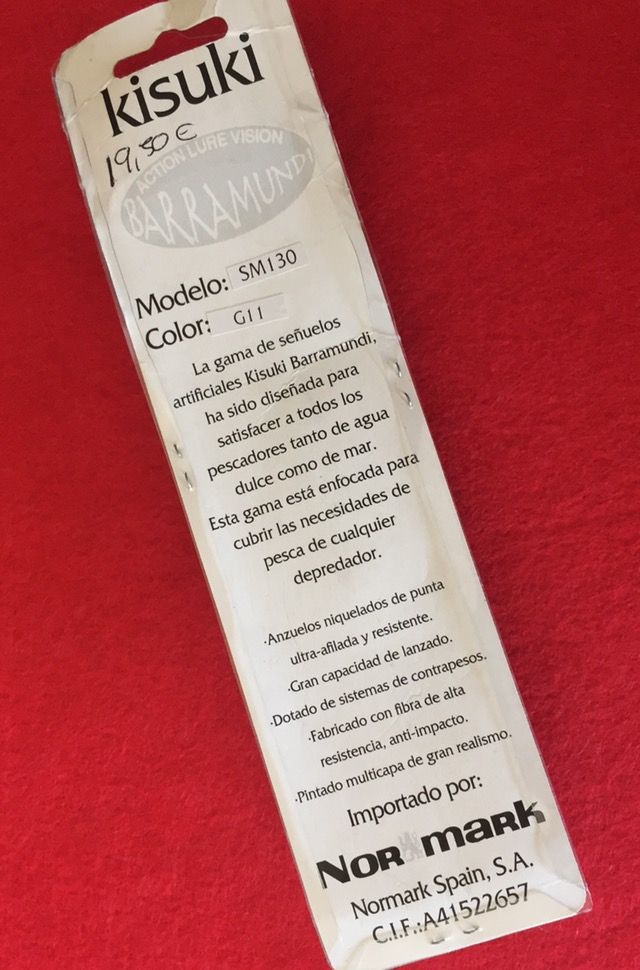 kisuki
19,50 €
ACTION LURE VISION
BARRAMUNDI
Modelo: SM130
Color: G11
La gama de señuelos
artificiales Kisuki Barramundi,
ha sido diseñada para
satisfacer a todos los
pescadores tanto de agua
dulce como de mar.
Esta gama está enfocada para
cubrir las necesidades de
pesca de cualquier
depredador.
·Anzuelos niquelados de punta
ultra-afilada y resistente.
·Gran capacidad de lanzado.
·Dotado de sistemas de contrapesos.
·Fabricado con fibra de alta
resistencia, anti-impacto.
·Pintado multicapa de gran realismo.
Importado por:
Normark
Normark Spain, S.A.
C.I.F.:A41522657